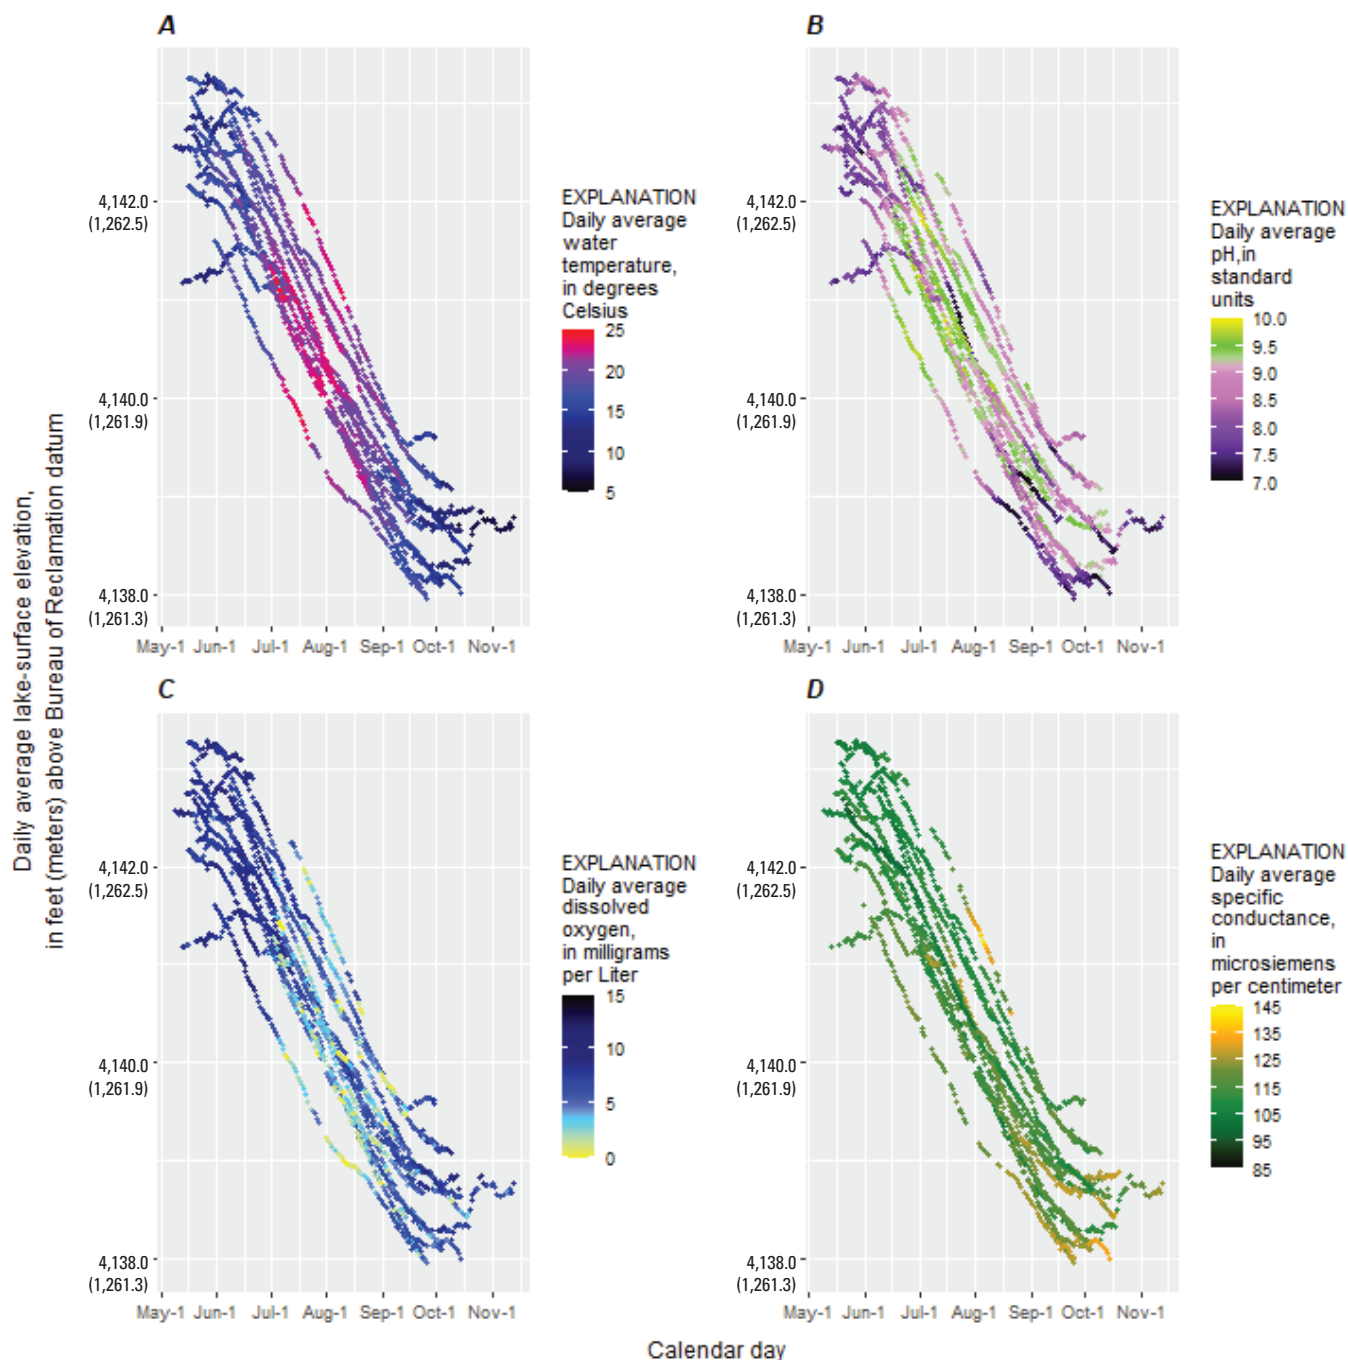 A
B
4,142.0
(1,262.5)
4,140.0
(1,261.9)
4,138.0
(1,261.3)
May-1 Jun-1 Jul-1 Aug-1 Sep-1 Oct-1 Nov-1
EXPLANATION
Daily average
water
temperature,
in degrees
Celsius
25
20
15
10
5
4,142.0
(1,262.5)
4,140.0
(1,261.9)
4,138.0
(1,261.3)
May-1 Jun-1 Jul-1 Aug-1 Sep-1 Oct-1 Nov-1
EXPLANATION
Daily average
pH,in
standard
units
10.0
9.5
9.0
8.5
8.0
7.5
7.0
Daily average lake-surface elevation,
in feet (meters) above Bureau of Reclamation datum
C
D
4,142.0
(1,262.5)
4,140.0
(1,261.9)
4,138.0
(1,261.3)
May-1 Jun-1 Jul-1 Aug-1 Sep-1 Oct-1 Nov-1
EXPLANATION
Daily average
dissolved
oxygen,
in milligrams
per Liter
15
10
5
0
4,142.0
(1,262.5)
4,140.0
(1,261.9)
4,138.0
(1,261.3)
May-1 Jun-1 Jul-1 Aug-1 Sep-1 Oct-1 Nov-1
EXPLANATION
Daily average
specific
conductance,
in
microsiemens
per centimeter
145
135
125
115
105
95
85
Calendar day